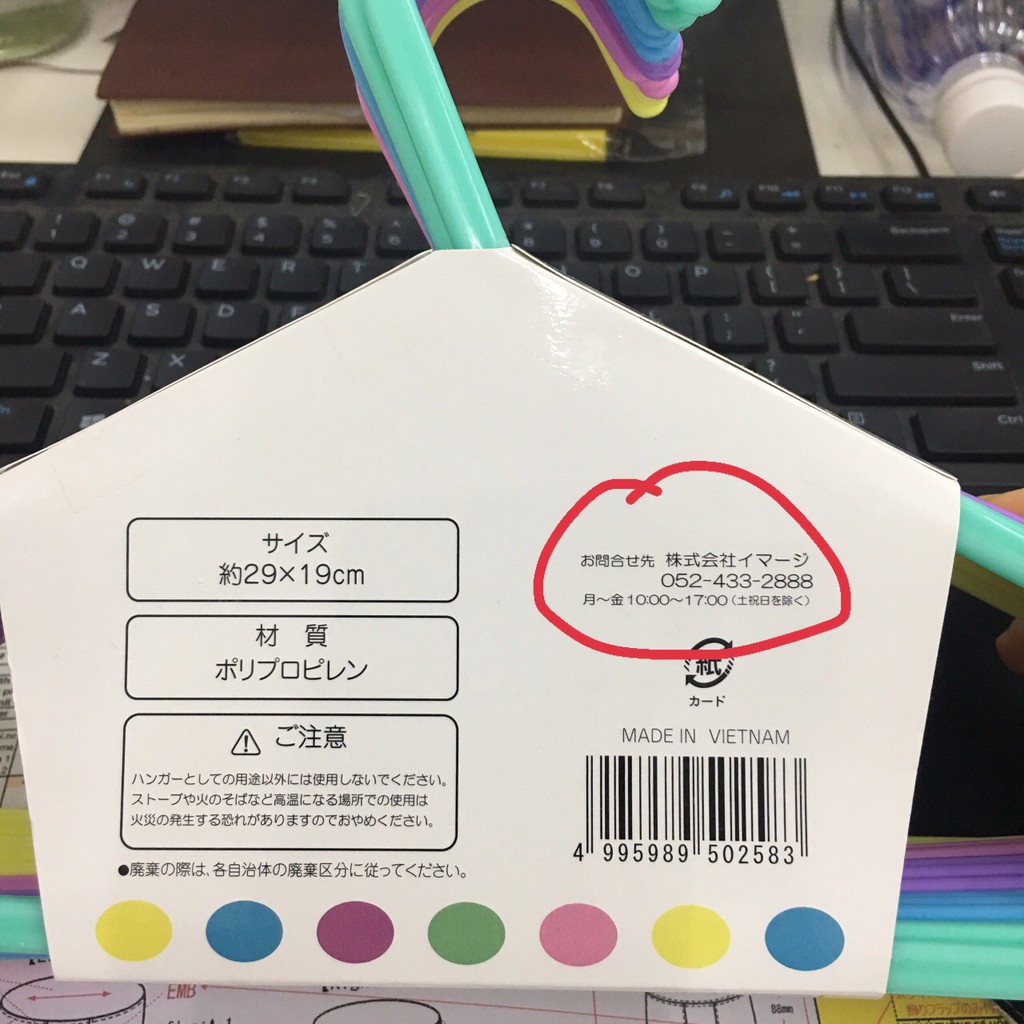 サイズ
約29×19cm
材 質
ポリプロピレン
ご注意
ハンガーとしての用途以外には使用しないでください。
ストーブや火のそばなど高温になる場所での使用は
火災の発生する恐れがありますのでおやめください。
●廃棄の際は、各自治体の廃棄区分に従ってください。
お問合せ先 株式会社イマージ
052-433-2888
月〜金 10:00〜17:00 (土祝日を除く)
紙
カード
MADE IN VIETNAM
4 995989 502583
Backspace
Enter
Shift
Ctrl
Q W E R T
O P
A S D
Z X
EMB
88mm